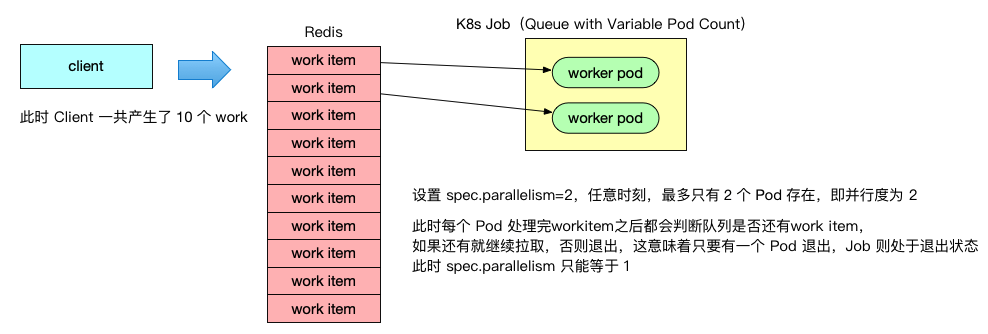 K8s Job（Queue with Variable Pod Count）
Redis
client
work item
work item
work item
work item
work item
work item
work item
work item
work item
work item
worker pod
worker pod
此时 Client 一共产生了 10 个 work
设置 spec.parallelism=2，任意时刻，最多只有 2 个 Pod 存在，即并行度为 2
此时每个 Pod 处理完workitem之后都会判断队列是否还有work item，
如果还有就继续拉取，否则退出，这意味着只要有一个 Pod 退出，Job 则处于退出状态
此时 spec.parallelism 只能等于 1